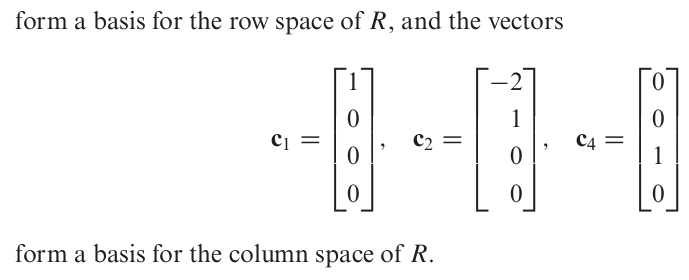 form a basis for the row space of R, and the vectors
c₁ = [1 0 0 0], c₂ = [−2 1 0 0], c₄ = [0 0 1 0]
form a basis for the column space of R.